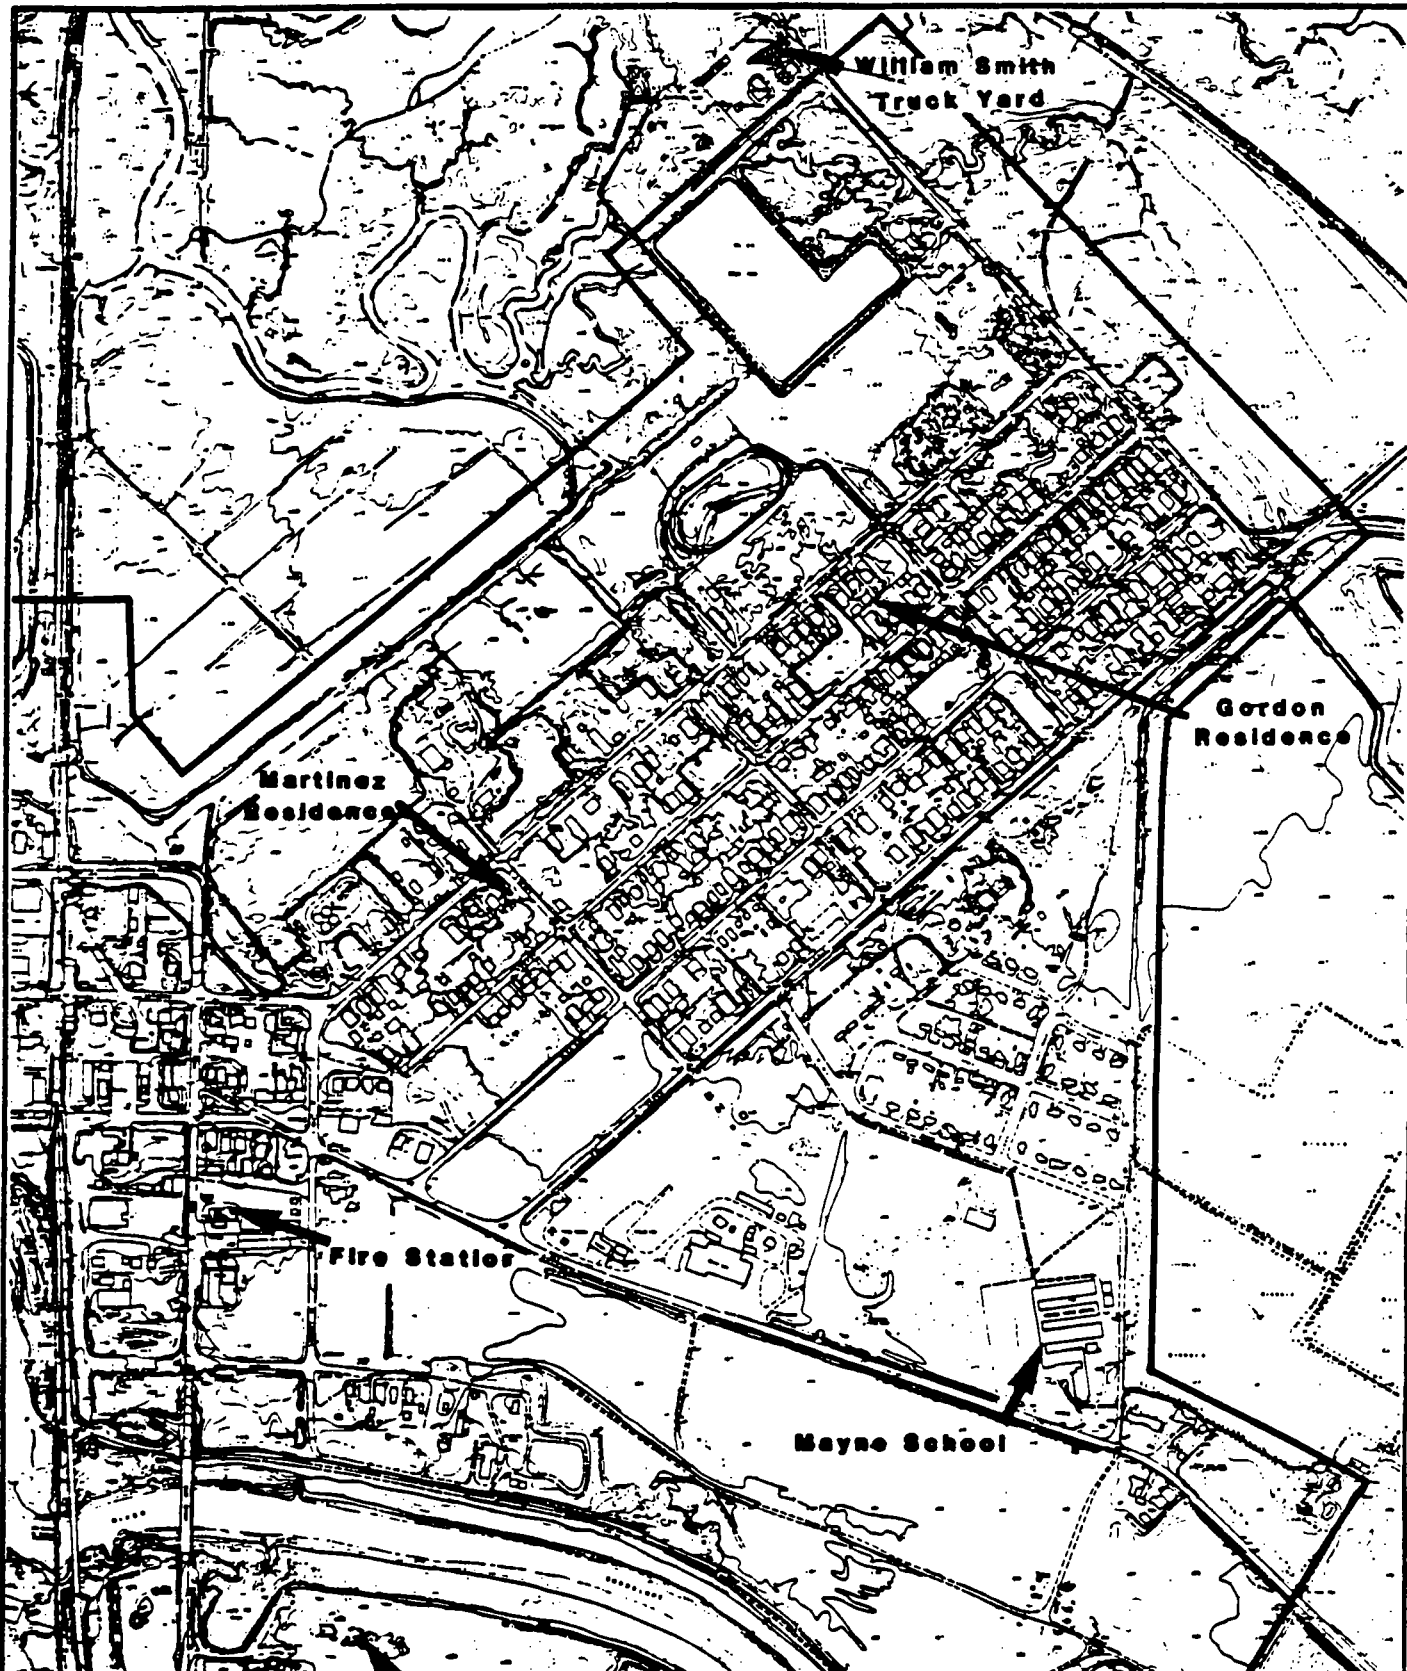 William Smith
Truck Yard
Gordon
Residence
Martinez
Residence
Fire Station
Mayne School